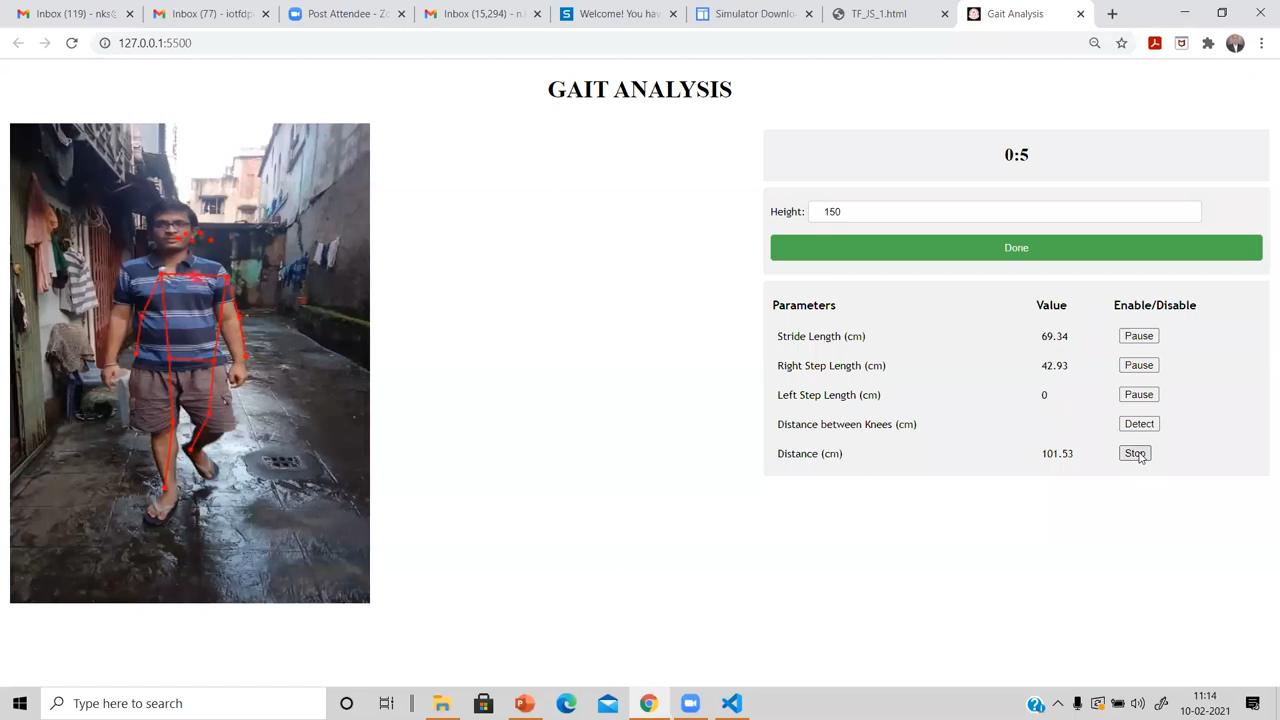 Inbox (119) - nks@
Inbox (77) - iotfdp
Post Attendee - Zo
Inbox (15,294) - n.l
Welcome! You hav
Simulator Downlo
TF_JS_1.html
Gait Analysis
127.0.0.1:5500
GAIT ANALYSIS
0:5
Height: 150
Done
Parameters Value Enable/Disable
Stride Length (cm) 69.34 Pause
Right Step Length (cm) 42.93 Pause
Left Step Length (cm) 0 Pause
Distance between Knees (cm) Detect
Distance (cm) 101.53 Stop
Type here to search
11:14
10-02-2021